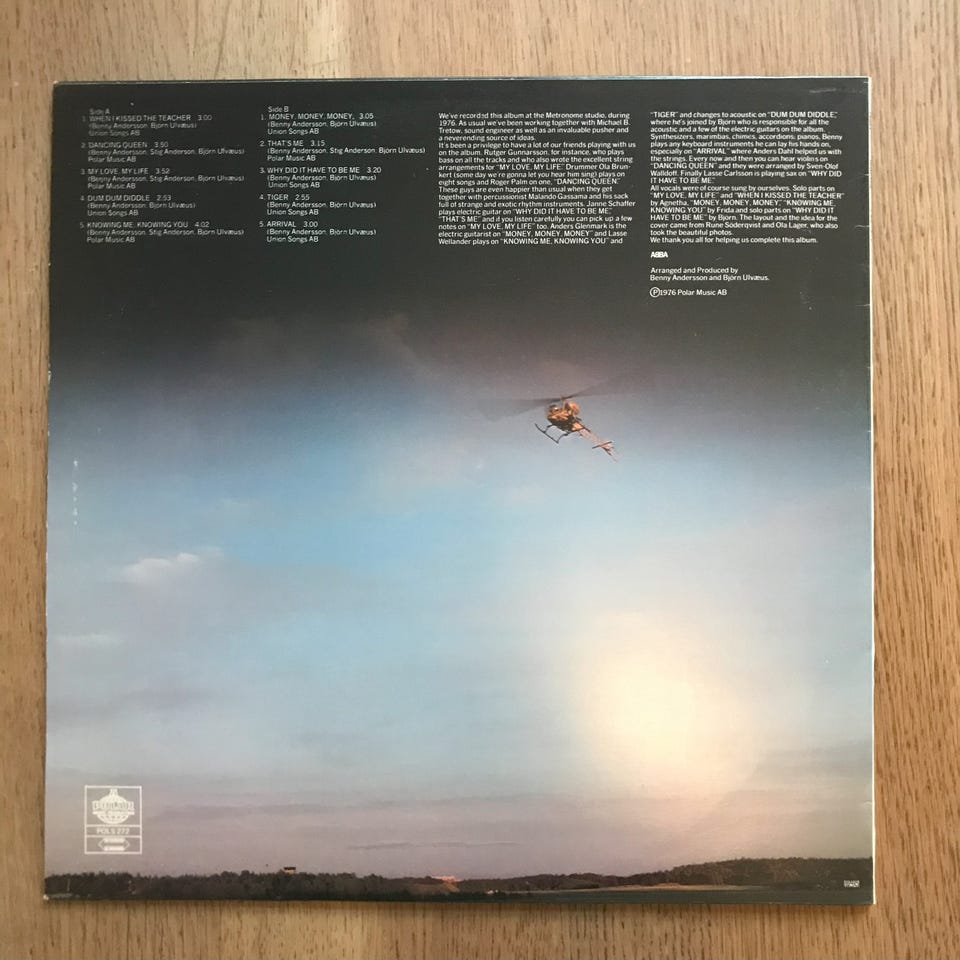 Side A
1. WHEN I KISSED THE TEACHER 3.00
(Benny Andersson, Björn Ulvæus)
Union Songs AB
2. DANCING QUEEN 3.50
(Benny Andersson, Stig Anderson, Björn Ulvæus)
Polar Music AB
3. MY LOVE, MY LIFE 3.52
(Benny Andersson, Stig Anderson, Björn Ulvæus)
Polar Music AB
4. DUM DUM DIDDLE 2.53
(Benny Andersson, Björn Ulvæus)
Union Songs AB
5. KNOWING ME, KNOWING YOU 4.02
(Benny Andersson, Stig Anderson, Björn Ulvæus)
Polar Music AB
Side B
1. MONEY, MONEY, MONEY, 3.05
(Benny Andersson, Björn Ulvæus)
Union Songs AB
2. THAT'S ME 3.15
(Benny Andersson, Stig Anderson, Björn Ulvæus)
Polar Music AB
3. WHY DID IT HAVE TO BE ME 3.20
(Benny Andersson, Björn Ulvæus)
Union Songs AB
4. TIGER 2.55
(Benny Andersson, Björn Ulvæus)
Union Songs AB
5. ARRIVAL 3.00
(Benny Andersson, Björn Ulvæus)
Union Songs AB
We've recorded this album at the Metronome studio, during
1976. As usual we've been working together with Michael B.
Tretow, sound engineer as well as an invaluable pusher and
a neverending source of ideas.
It's been a privilege to have a lot of our friends playing with us
on the album. Rutger Gunnarsson, for instance, who plays
bass on all the tracks and who also wrote the excellent string
arrangements for "MY LOVE, MY LIFE". Drummer Ola Brun-
kert (some day we're gonna let you hear him sing) plays on
eight songs and Roger Palm on one, "DANCING QUEEN."
These guys are even happier than usual when they get
together with percussionist Malando Gassama and his sack
full of strange and exotic rhythm instruments. Janne Schaffer
plays electric guitar on "WHY DID IT HAVE TO BE ME,"
"THAT'S ME" and if you listen carefully you can pick up a few
notes on "MY LOVE, MY LIFE" too. Anders Glenmark is the
electric guitarist on "MONEY, MONEY, MONEY" and Lasse
Wellander plays on "KNOWING ME, KNOWING YOU" and
"TIGER" and changes to acoustic on "DUM DUM DIDDLE,"
where he's joined by Björn who is responsible for all the
acoustic and a few of the electric guitars on the album.
Synthesizers, marimbas, chimes, accordions, pianos, Benny
plays any keyboard instruments he can lay his hands on,
especially on "ARRIVAL" where Anders Dahl helped us with
the strings. Every now and then you can hear violins on
"DANCING QUEEN" and they were arranged by Sven-Olof
Walldoff. Finally Lasse Carlsson is playing sax on "WHY DID
IT HAVE TO BE ME".
All vocals were of course sung by ourselves. Solo parts on
"MY LOVE, MY LIFE" and "WHEN I KISSED THE TEACHER"
by Agnetha, "MONEY, MONEY, MONEY," "KNOWING ME,
KNOWING YOU" by Frida and solo parts on "WHY DID IT
HAVE TO BE ME" by Björn. The layout and the idea for the
cover came from Rune Söderqvist and Ola Lager, who also
took the beautiful photos.
We thank you all for helping us complete this album.
ABBA
Arranged and Produced by
Benny Andersson and Björn Ulvæus.
Ⓟ1976 Polar Music AB
POLAR
POLS 272